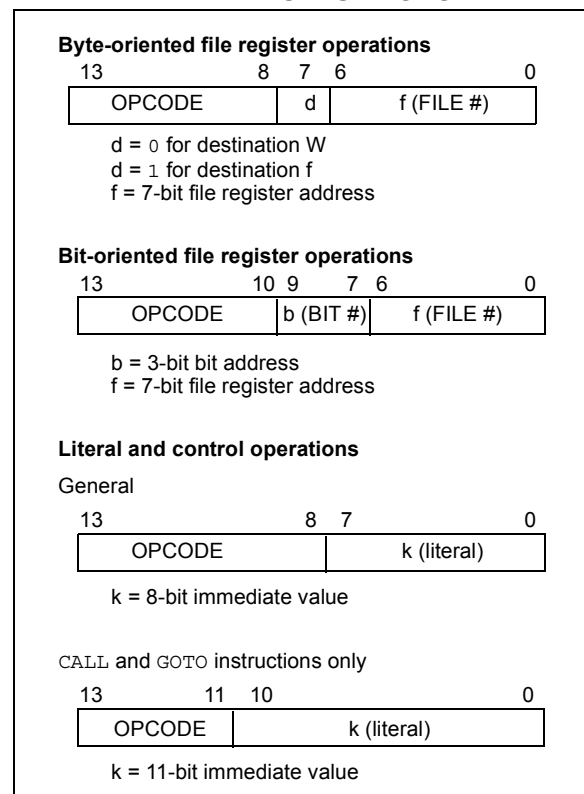 Byte-oriented file register operations
13 8 7 6 0
OPCODE d f (FILE #)
d = 0 for destination W
d = 1 for destination f
f = 7-bit file register address
Bit-oriented file register operations
13 10 9 7 6 0
OPCODE b (BIT #) f (FILE #)
b = 3-bit bit address
f = 7-bit file register address
Literal and control operations
General
13 8 7 0
OPCODE k (literal)
k = 8-bit immediate value
CALL and GOTO instructions only
13 11 10 0
OPCODE k (literal)
k = 11-bit immediate value